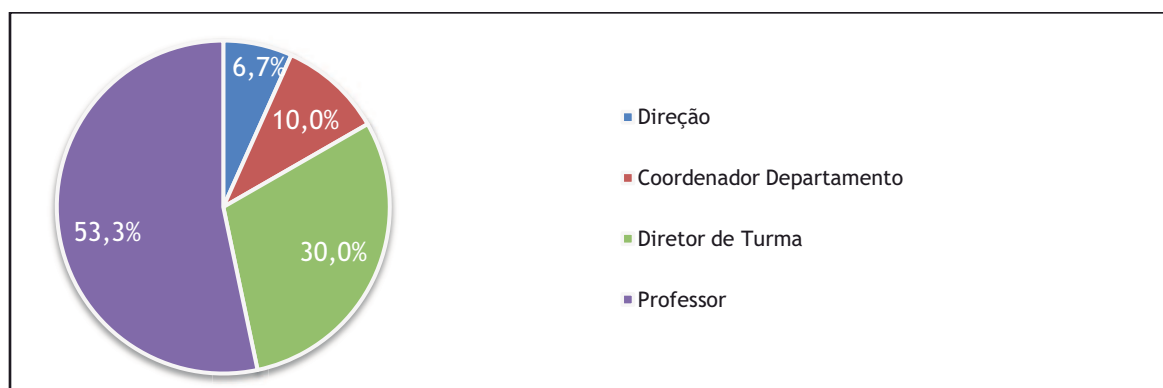 6,7%
10,0%
30,0%
53,3%
Direção
Coordenador Departamento
Diretor de Turma
Professor